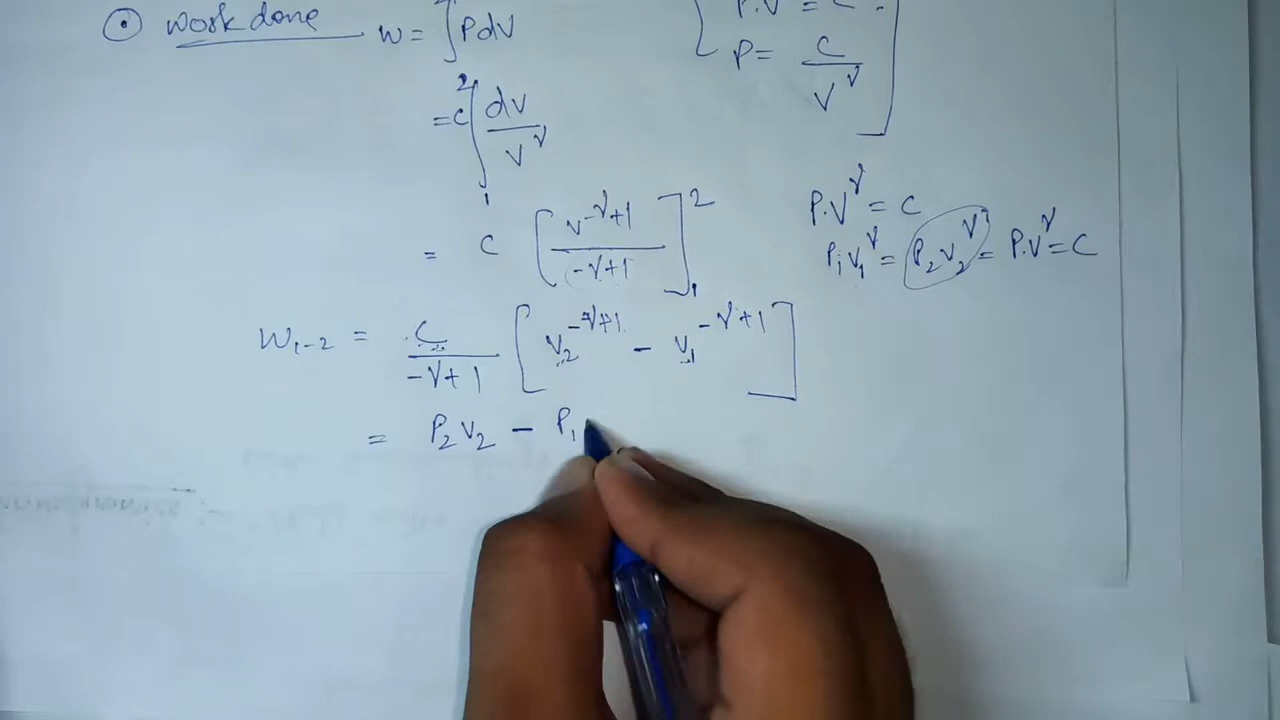 ⊙ Work done W = ∫PdV
P.V = C
P = C / V^γ
= C ∫₁² dV / V^γ
= C [ V^(-γ+1) / (-γ+1) ]₁²
P.V^γ = C
P₁V₁^γ = P₂V₂^γ = P.V^γ = C
W₁₋₂ = C / (-γ+1) [ V₂^(-γ+1) - V₁^(-γ+1) ]
= P₂V₂ - P₁